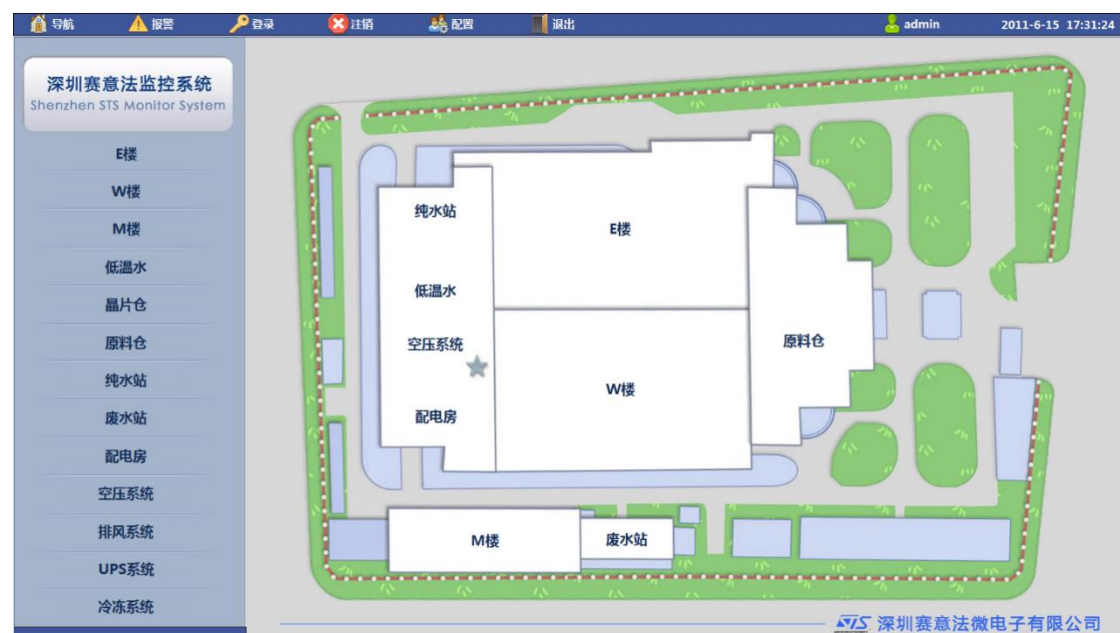 导航 报警 登录 注销 配置 退出 admin 2011-6-15 17:31:24
深圳赛意法监控系统
Shenzhen STS Monitor System
E楼
W楼
M楼
低温水
晶片仓
原料仓
纯水站
废水站
配电房
空压系统
排风系统
UPS系统
冷冻系统
纯水站
E楼
低温水
空压系统
原料仓
W楼
配电房
M楼
废水站
STS 深圳赛意法微电子有限公司